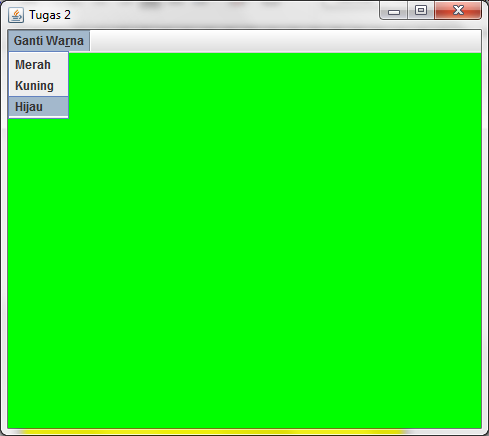 Tugas 2
Ganti Warna
Merah
Kuning
Hijau